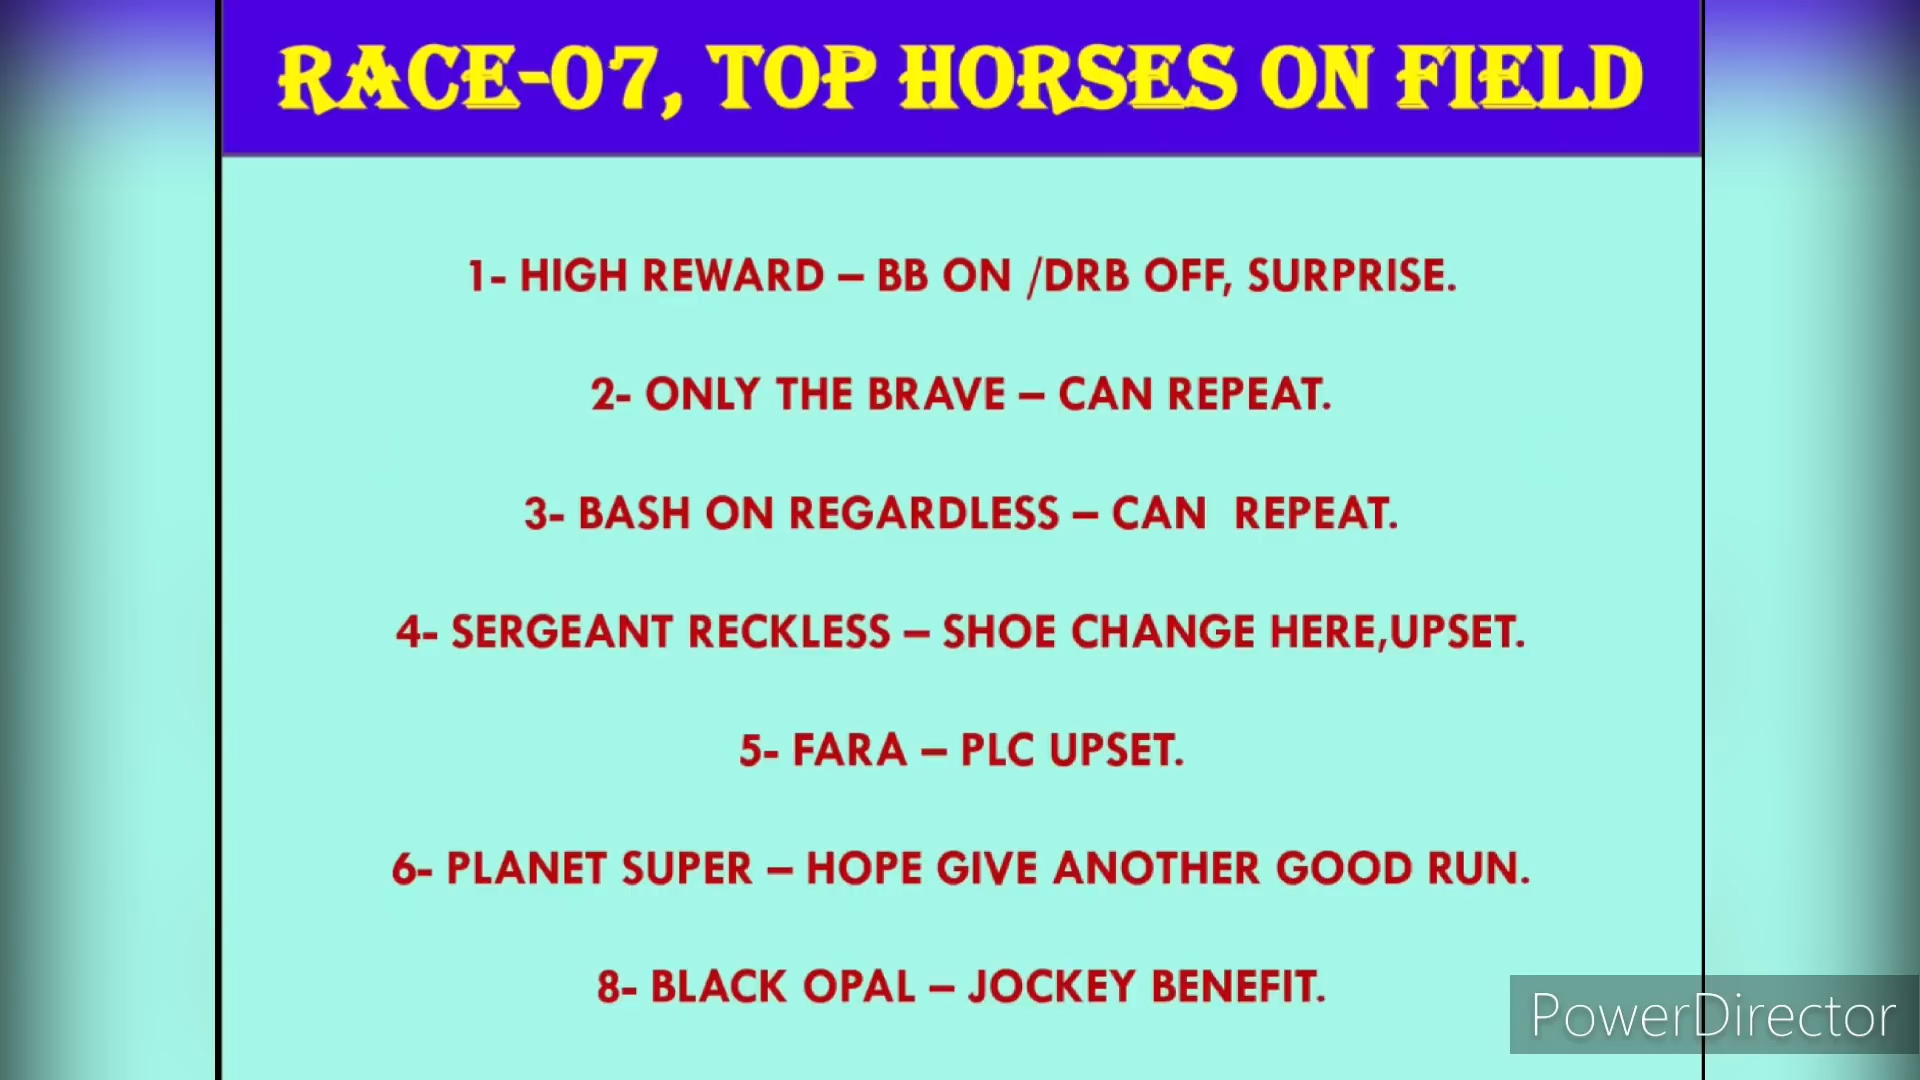 RACE-07, TOP HORSES ON FIELD
1- HIGH REWARD – BB ON /DRB OFF, SURPRISE.
2- ONLY THE BRAVE – CAN REPEAT.
3- BASH ON REGARDLESS – CAN  REPEAT.
4- SERGEANT RECKLESS – SHOE CHANGE HERE,UPSET.
5- FARA – PLC UPSET.
6- PLANET SUPER – HOPE GIVE ANOTHER GOOD RUN.
8- BLACK OPAL – JOCKEY BENEFIT.
PowerDirector